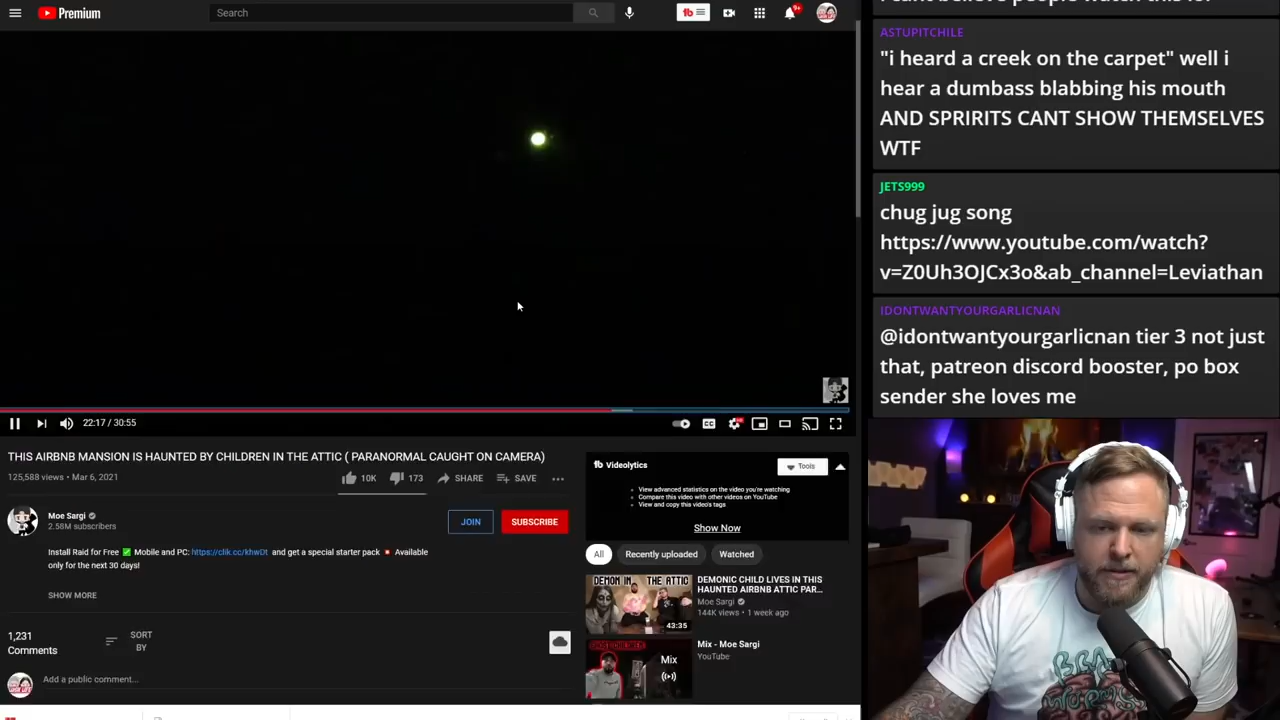 Premium
Search
9+
22:17 / 30:55
THIS AIRBNB MANSION IS HAUNTED BY CHILDREN IN THE ATTIC ( PARANORMAL CAUGHT ON CAMERA)
125,588 views • Mar 6, 2021
10K
173
SHARE
SAVE
Moe Sargi
2.58M subscribers
JOIN
SUBSCRIBE
Install Raid for Free ✅ Mobile and PC: https://clik.cc/khwDt and get a special starter pack Available
only for the next 30 days!
SHOW MORE
1,231
Comments
SORT
BY
Add a public comment...
Videolytics
Tools
View advanced statistics on the video you're watching
Compare this video with other videos on YouTube
View and copy this video's tags
Show Now
All
Recently uploaded
Watched
DEMON IN THE ATTIC
43:35
DEMONIC CHILD LIVES IN THIS
HAUNTED AIRBNB ATTIC PAR...
Moe Sargi
144K views • 1 week ago
Mix
Mix - Moe Sargi
YouTube
ASTUPITCHILE
"i heard a creek on the carpet" well i
hear a dumbass blabbing his mouth
AND SPRIRITS CANT SHOW THEMSELVES
WTF
JETS999
chug jug song
https://www.youtube.com/watch?
v=Z0Uh3OJCx3o&ab_channel=Leviathan
IDONTWANTYOURGARLICNAN
@idontwantyourgarlicnan tier 3 not just
that, patreon discord booster, po box
sender she loves me